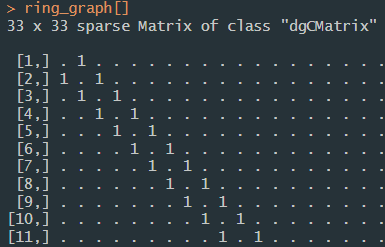 > ring_graph[]
33 x 33 sparse Matrix of class "dgCMatrix"
[1,] . 1 . . . . . . . . . . . . . . . .
[2,] 1 . 1 . . . . . . . . . . . . . . .
[3,] . 1 . 1 . . . . . . . . . . . . . .
[4,] . . 1 . 1 . . . . . . . . . . . . .
[5,] . . . 1 . 1 . . . . . . . . . . . .
[6,] . . . . 1 . 1 . . . . . . . . . . .
[7,] . . . . . 1 . 1 . . . . . . . . . .
[8,] . . . . . . 1 . 1 . . . . . . . . .
[9,] . . . . . . . 1 . 1 . . . . . . . .
[10,] . . . . . . . . 1 . 1 . . . . . . .
[11,] . . . . . . . . . 1 . 1 . . . . . .